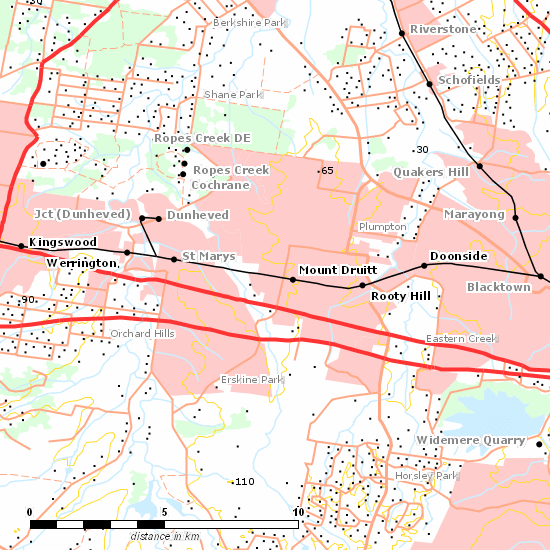 30
Berkshire Park
Riverstone
Schofields
Shane Park
Ropes Creek DE
.30
Ropes Creek
.65
Quakers Hill
Cochrane
Jct (Dunheved)
Dunheved
Marayong
Plumpton
Kingswood
St Marys
Doonside
Werrington,
Mount Druitt
Blacktown
90
Rooty Hill
Orchard Hills
Eastern Creek
Erskine Park
Widemere Quarry
Horsley Park
.110
0
5
10
distance in km